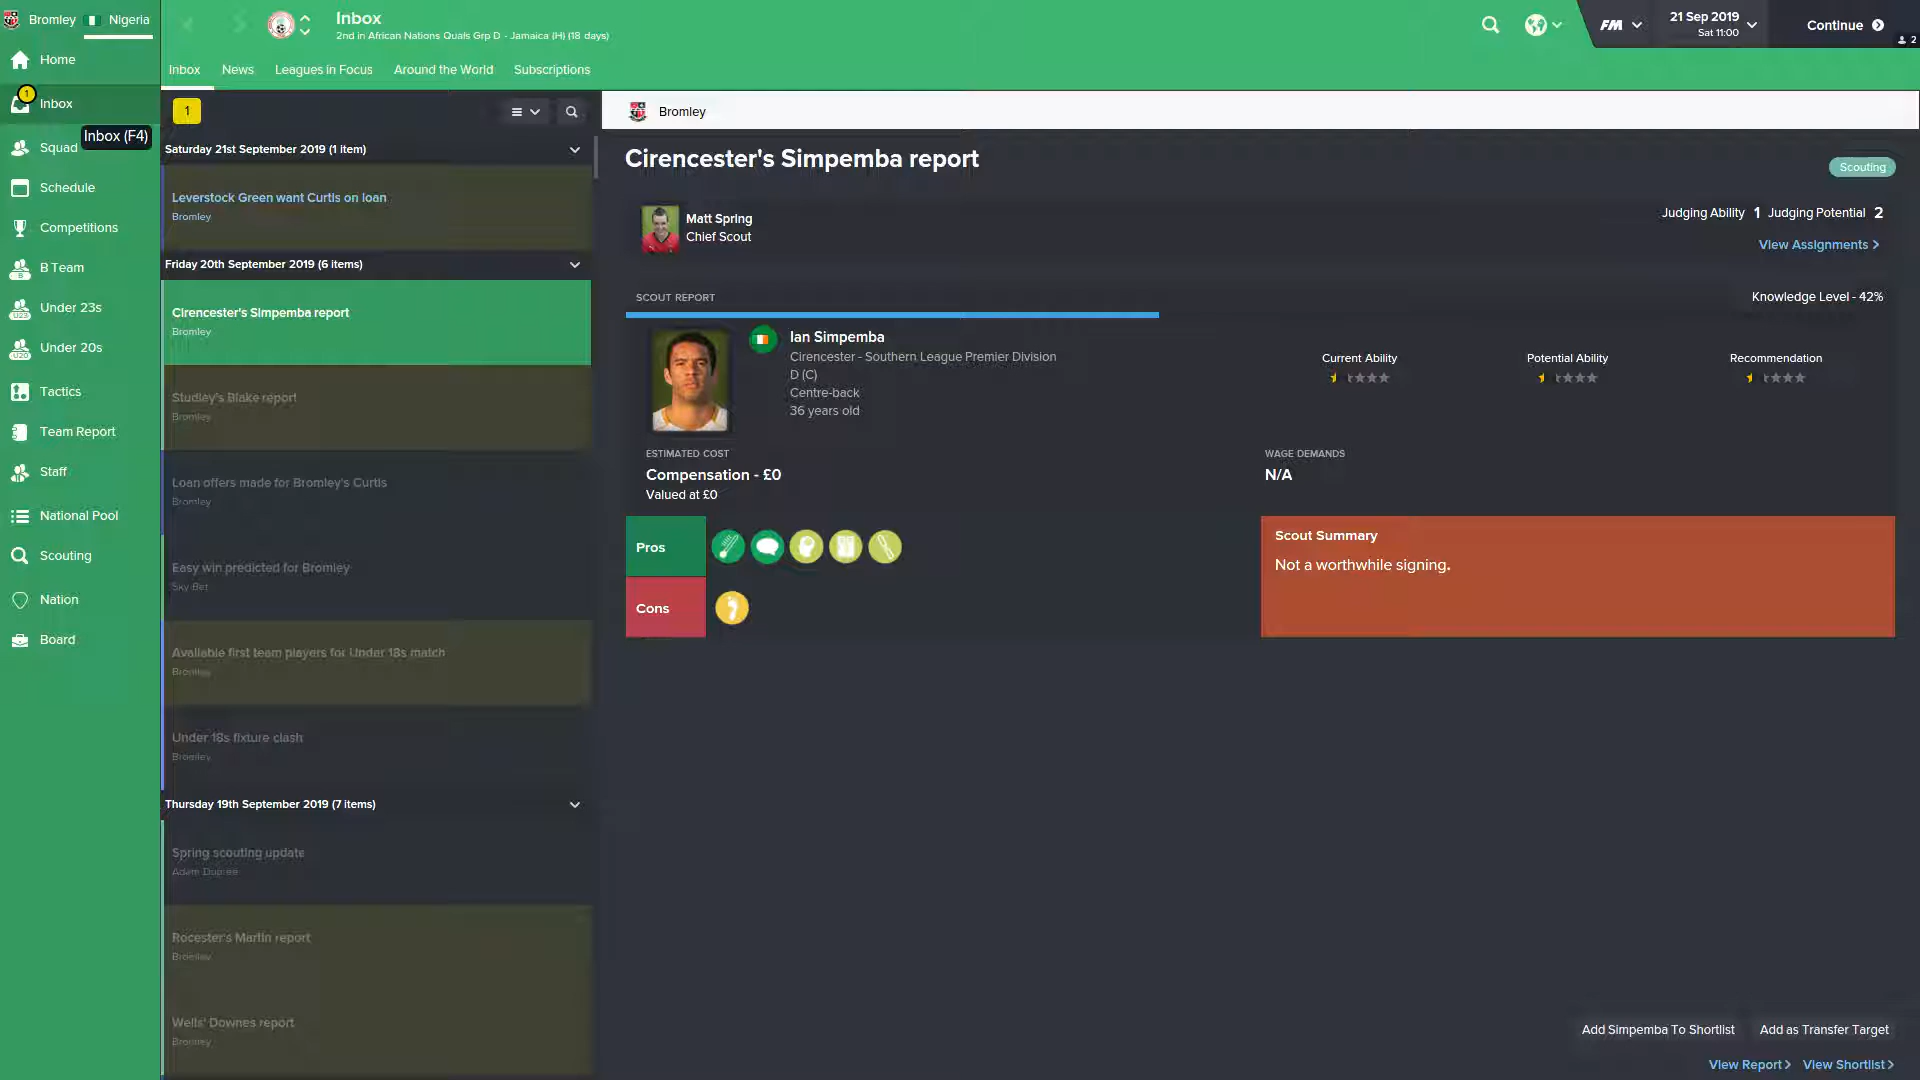 Bromley
Nigeria
Home
1
Inbox
Inbox (F4)
Squad
Schedule
Competitions
B Team
Under 23s
Under 20s
Tactics
Team Report
Staff
National Pool
Scouting
Nation
Board
Inbox
2nd in African Nations Quals Grp D - Jamaica (H) (18 days)
FM
21 Sep 2019
Sat 11:00
Continue
2
Inbox
News
Leagues in Focus
Around the World
Subscriptions
1
Saturday 21st September 2019 (1 item)
Leverstock Green want Curtis on loan
Bromley
Friday 20th September 2019 (6 items)
Cirencester's Simpemba report
Bromley
Studley's Blake report
Bromley
Loan offers made for Bromley's Curtis
Bromley
Easy win predicted for Bromley
Sky Bet
Available first team players for Under 18s match
Bromley
Under 18s fixture clash
Bromley
Thursday 19th September 2019 (7 items)
Spring scouting update
Adam Dupree
Rocester's Martin report
Bromley
Wells' Downes report
Bromley
Bromley
Cirencester's Simpemba report
Scouting
Matt Spring
Chief Scout
Judging Ability 1 Judging Potential 2
View Assignments >
SCOUT REPORT
Knowledge Level - 42%
Ian Simpemba
Cirencester - Southern League Premier Division
D (C)
Centre-back
36 years old
Current Ability
Potential Ability
Recommendation
ESTIMATED COST
Compensation - £0
Valued at £0
WAGE DEMANDS
N/A
Pros
Cons
Scout Summary
Not a worthwhile signing.
Add Simpemba To Shortlist
Add as Transfer Target
View Report >
View Shortlist >